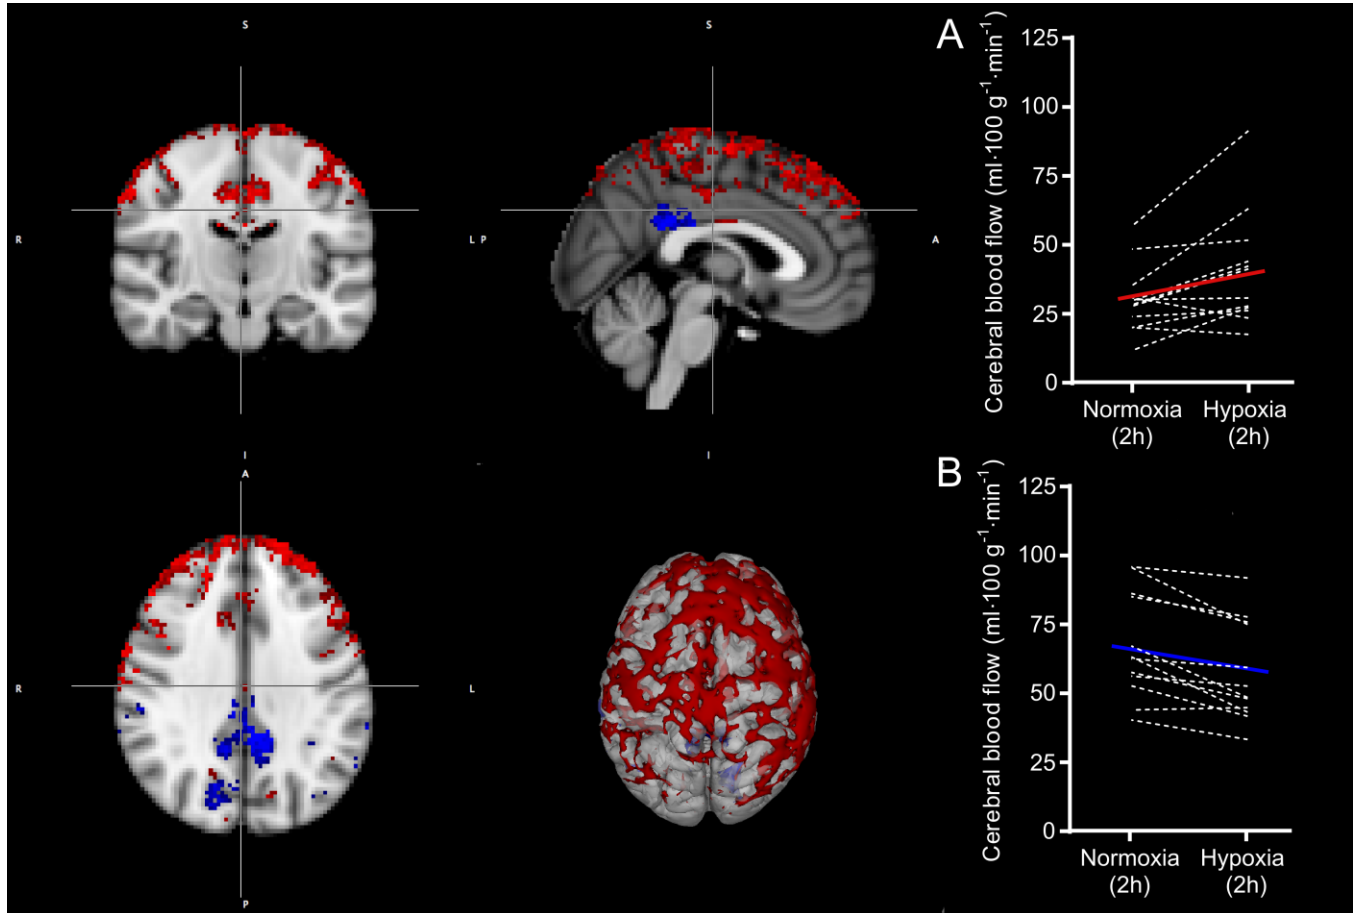 S
S
R
L P
A
I
I
A
R
L
P
A
Cerebral blood flow (ml·100 g⁻¹·min⁻¹)
125
100
75
50
25
0
Normoxia
(2h)
Hypoxia
(2h)
B
Cerebral blood flow (ml·100 g⁻¹·min⁻¹)
125
100
75
50
25
0
Normoxia
(2h)
Hypoxia
(2h)